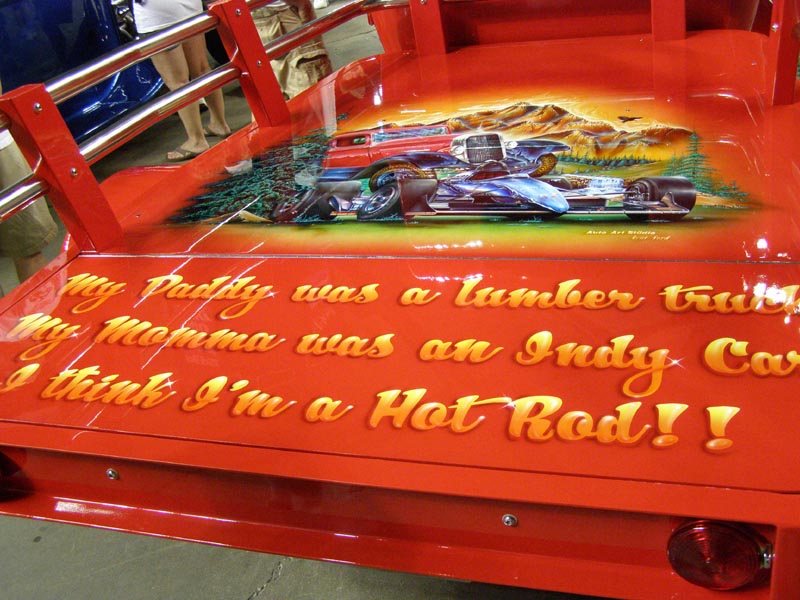 Auto Art Studio
My Daddy was a lumber truck
My Momma was an Indy Car
I think I'm a Hot Rod!!